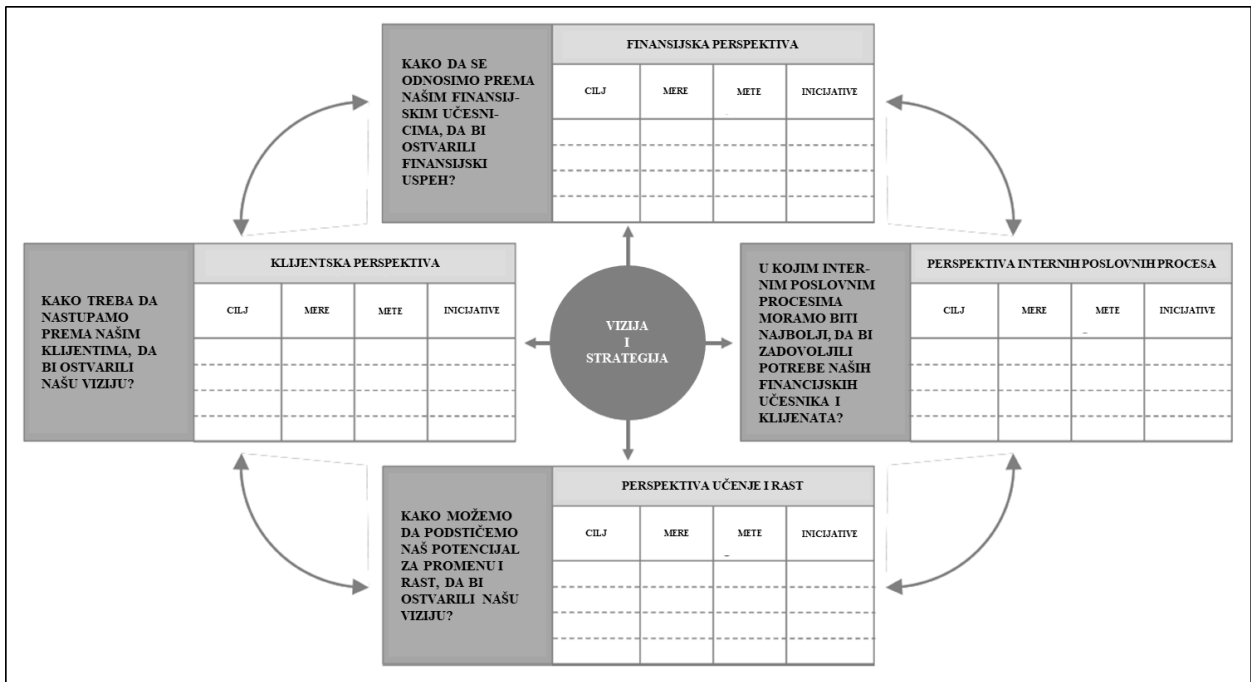 KAKO DA SE
ODNOSIMO PREMA
NAŠIM FINANSIJ-
SKIM UČESNI-
CIMA, DA BI
OSTVARILI
FINANSIJSKI
USPEH?
FINANSIJSKA PERSPEKTIVA
CILJ MERE METE INICIJATIVE
KAKO TREBA DA
NASTUPAMO
PREMA NAŠIM
KLIJENTIMA, DA
BI OSTVARILI
NAŠU VIZIJU?
KLIJENTSKA PERSPEKTIVA
CILJ MERE METE INICIJATIVE
VIZIJA
I
STRATEGIJA
U KOJIM INTER-
NIM POSLOVNIM
PROCESIMA
MORAMO BITI
NAJBOLJI, DA BI
ZADOVOLJILI
POTREBE NAŠIH
FINANCIJSKIH
UČESNIKA I
KLIJENATA?
PERSPEKTIVA INTERNIH POSLOVNIH PROCESA
CILJ MERE METE INICIJATIVE
KAKO MOŽEMO
DA PODSTIČEMO
NAŠ POTENCIJAL
ZA PROMENU I
RAST, DA BI
OSTVARILI NAŠU
VIZIJU?
PERSPEKTIVA UČENJE I RAST
CILJ MERE METE INICIJATIVE